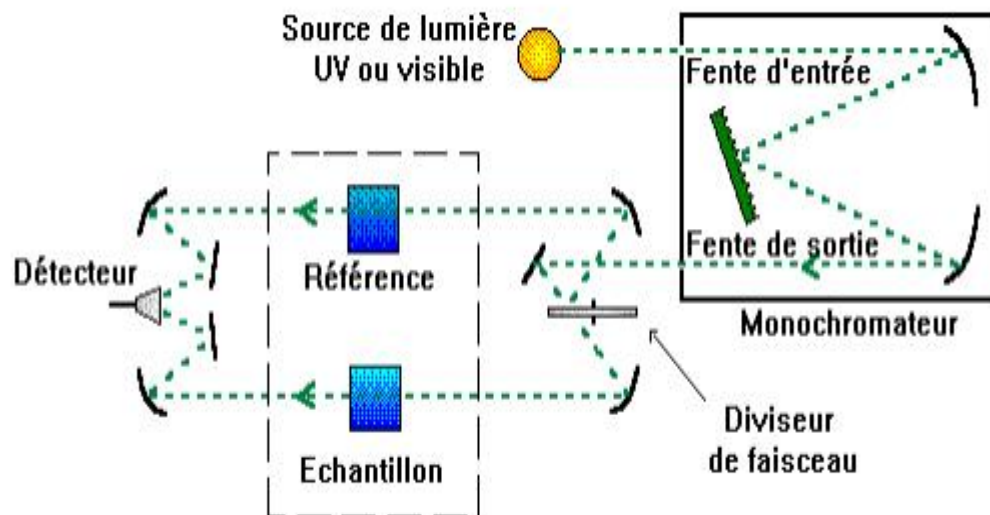 Source de lumière
UV ou visible
Fente d'entrée
Fente de sortie
Monochromateur
Détecteur
Référence
Echantillon
Diviseur
de faisceau